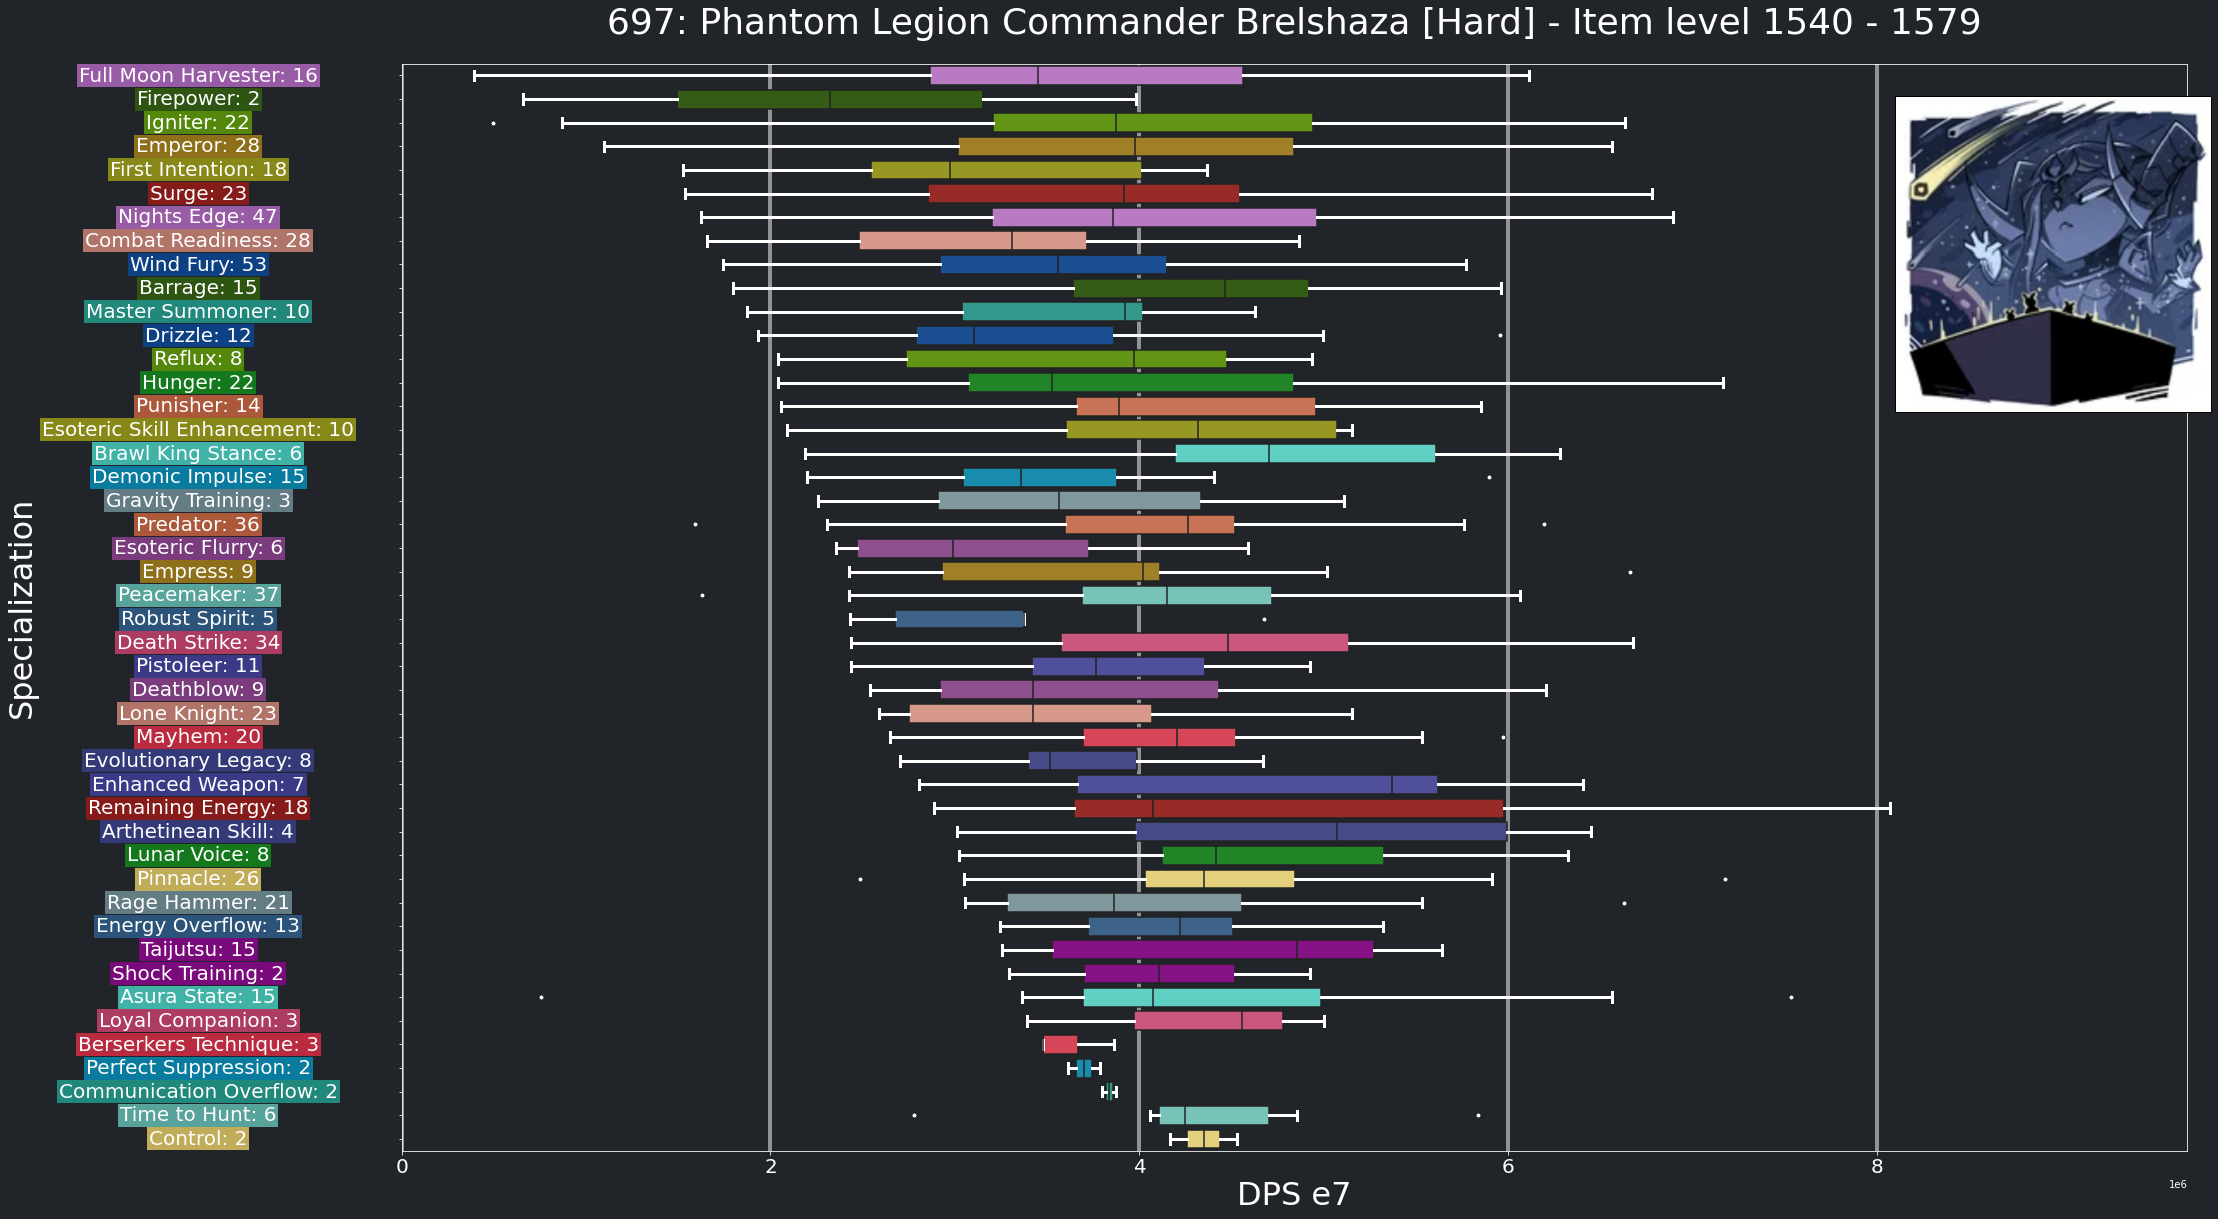 697: Phantom Legion Commander Brelshaza [Hard] - Item level 1540 - 1579
Full Moon Harvester: 16
Firepower: 2
Igniter: 22
Emperor: 28
First Intention: 18
Surge: 23
Nights Edge: 47
Combat Readiness: 28
Wind Fury: 53
Barrage: 15
Master Summoner: 10
Drizzle: 12
Reflux: 8
Hunger: 22
Punisher: 14
Esoteric Skill Enhancement: 10
Brawl King Stance: 6
Demonic Impulse: 15
Gravity Training: 3
Predator: 36
Esoteric Flurry: 6
Empress: 9
Peacemaker: 37
Robust Spirit: 5
Death Strike: 34
Pistoleer: 11
Deathblow: 9
Lone Knight: 23
Mayhem: 20
Evolutionary Legacy: 8
Enhanced Weapon: 7
Remaining Energy: 18
Arthetinean Skill: 4
Lunar Voice: 8
Pinnacle: 26
Rage Hammer: 21
Energy Overflow: 13
Taijutsu: 15
Shock Training: 2
Asura State: 15
Loyal Companion: 3
Berserkers Technique: 3
Perfect Suppression: 2
Communication Overflow: 2
Time to Hunt: 6
Control: 2
Specialization
0 2 4 6 8
1e6
DPS e7